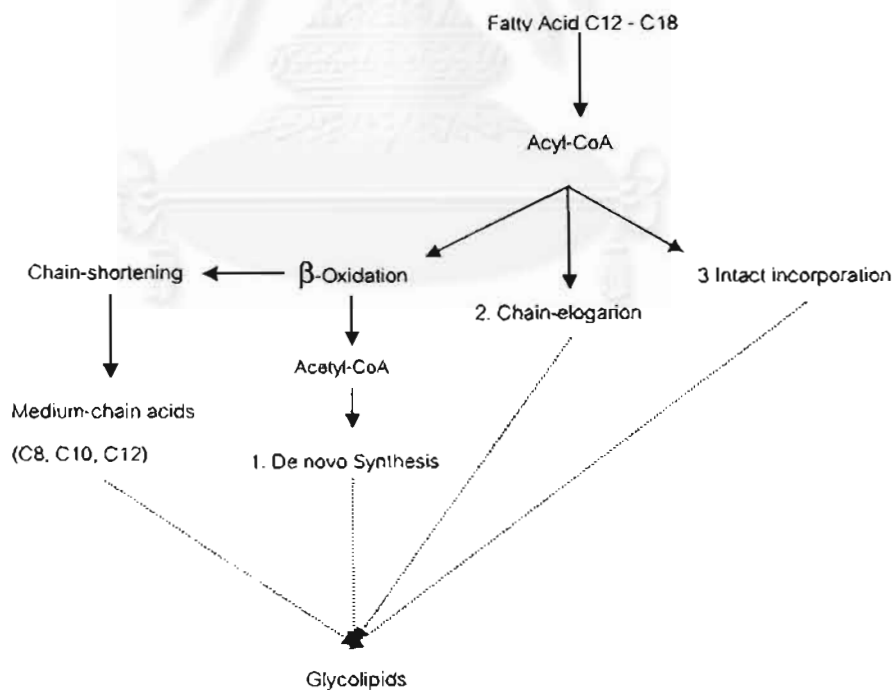 Fatty Acid C12 - C18
Acyl-CoA
Chain-shortening
β-Oxidation
3 Intact incorporation
2. Chain-elogarion
Acetyl-CoA
Medium-chain acids
(C8, C10, C12)
1. De novo Synthesis
Glycolipids